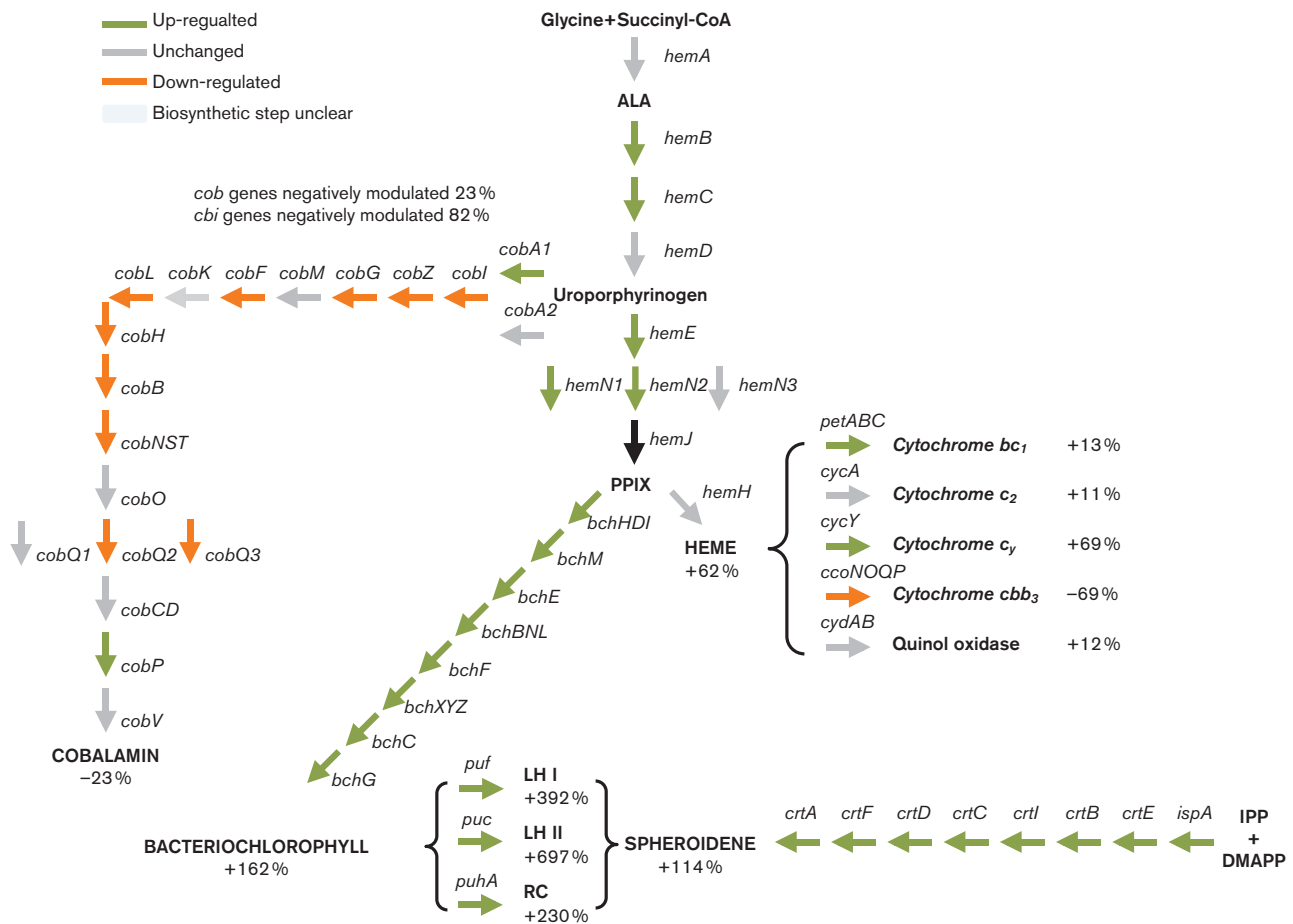 Up-regualted
Unchanged
Down-regulated
Biosynthetic step unclear
Glycine+Succinyl-CoA
hemA
ALA
hemB
hemC
hemD
cob genes negatively modulated 23%
cbi genes negatively modulated 82%
cobA1
cobL cobK cobF cobM cobG cobZ cobI
Uroporphyrinogen
cobA2
hemE
cobH
cobB
cobNST
cobO
cobQ1 cobQ2 cobQ3
cobCD
cobP
cobV
COBALAMIN
−23%
hemN1 hemN2 hemN3
hemJ
PPIX
hemH
HEME
+62%
petABC
Cytochrome bc1 +13%
cycA
Cytochrome c2 +11%
cycY
Cytochrome cy +69%
ccoNOQP
Cytochrome cbb3 −69%
cydAB
Quinol oxidase +12%
bchHDI
bchM
bchE
bchBNL
bchF
bchXYZ
bchC
bchG
BACTERIOCHLOROPHYLL
+162%
puf
LH I
+392%
puc
LH II
+697%
puhA
RC
+230%
SPHEROIDENE
+114%
crtA crtF crtD crtC crtI crtB crtE ispA
IPP
+
DMAPP